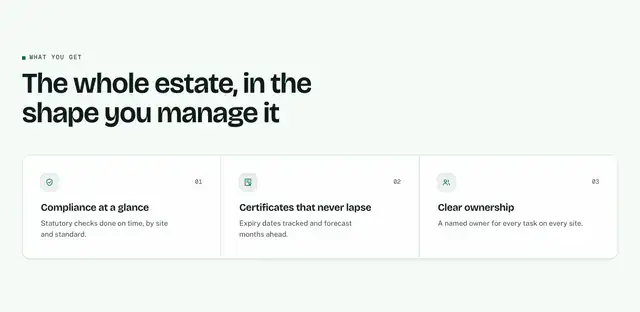 WHAT YOU GET
The whole estate, in the
shape you manage it
01
Compliance at a glance
Statutory checks done on time, by site
and standard.
02
Certificates that never lapse
Expiry dates tracked and forecast
months ahead.
03
Clear ownership
A named owner for every task on every site.